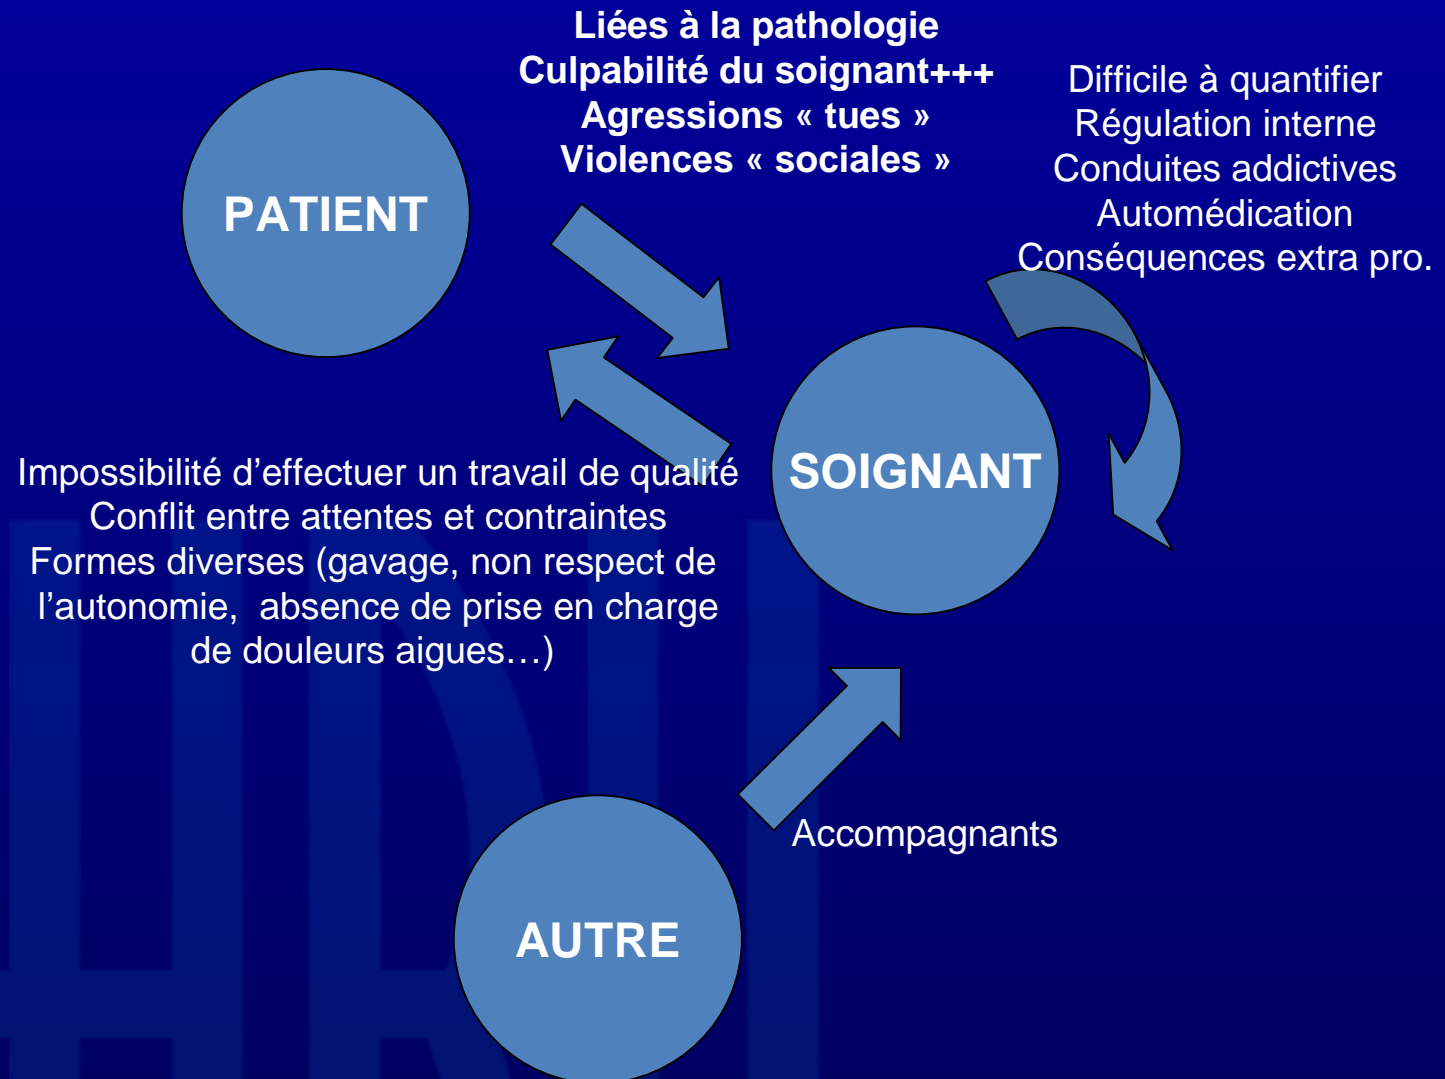 Liées à la pathologie
Culpabilité du soignant+++
Agressions « tues »
Violences « sociales »
Difficile à quantifier
Régulation interne
Conduites addictives
Automédication
Conséquences extra pro.
PATIENT
SOIGNANT
Impossibilité d’effectuer un travail de qualité
Conflit entre attentes et contraintes
Formes diverses (gavage, non respect de
l’autonomie, absence de prise en charge
de douleurs aigues…)
Accompagnants
AUTRE